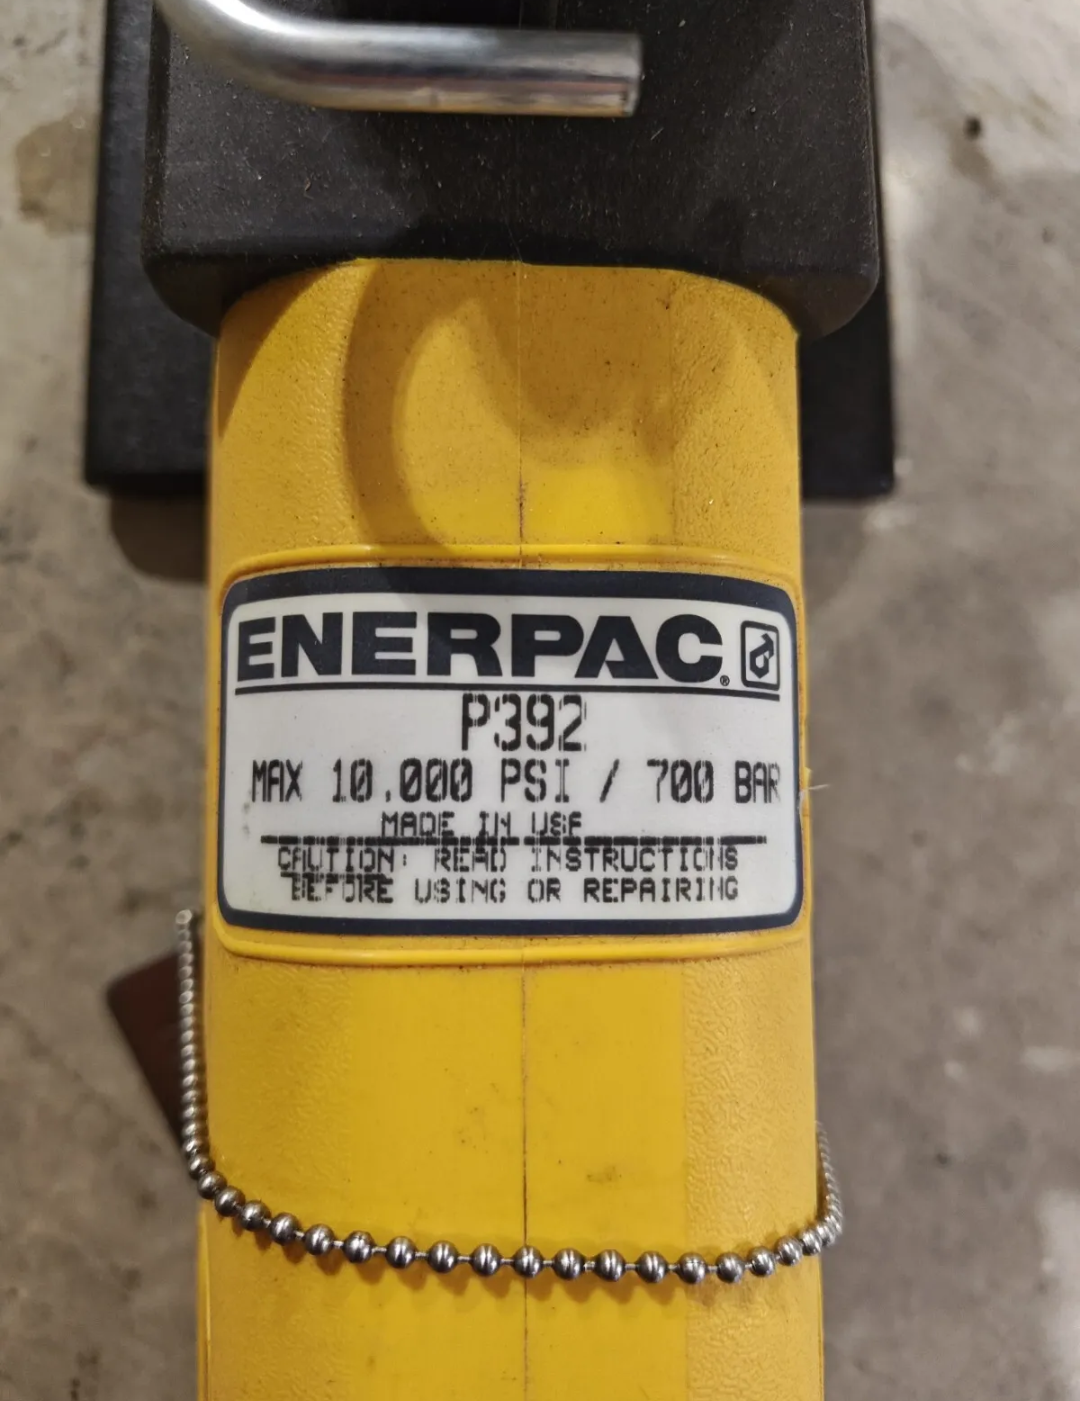 ENERPAC®
P392
MAX 10,000 PSI / 700 BAR
MADE IN USA
CAUTION: READ INSTRUCTIONS
BEFORE USING OR REPAIRING